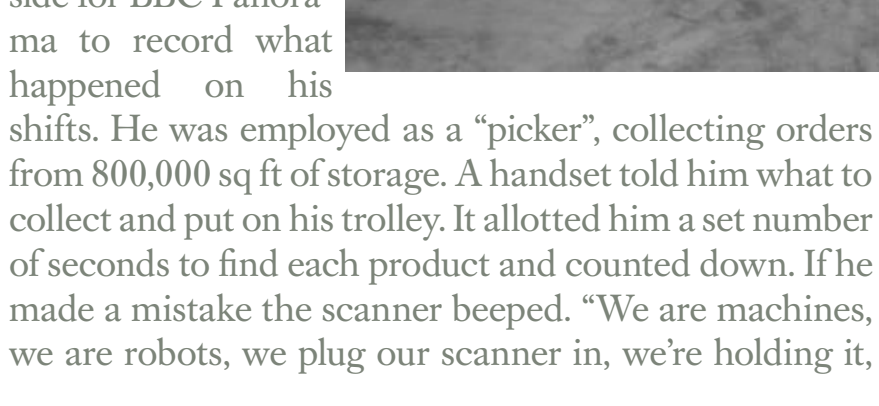 side for BBC Panora-
ma to record what
happened on his
shifts. He was employed as a “picker”, collecting orders
from 800,000 sq ft of storage. A handset told him what to
collect and put on his trolley. It allotted him a set number
of seconds to find each product and counted down. If he
made a mistake the scanner beeped. “We are machines,
we are robots, we plug our scanner in, we’re holding it,